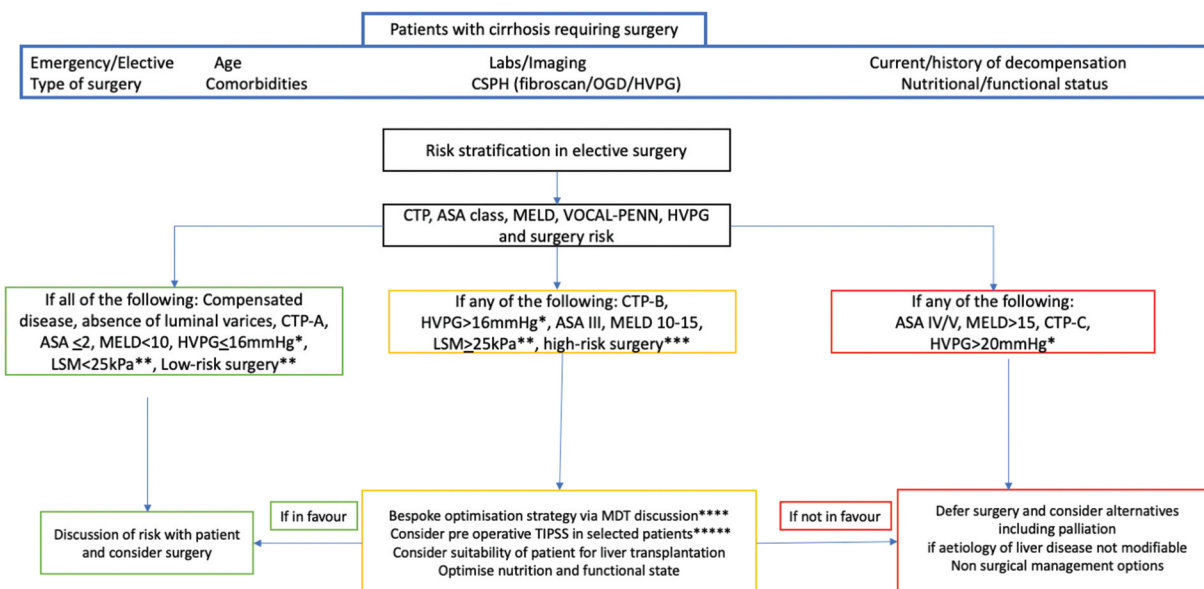 Patients with cirrhosis requiring surgery
Emergency/Elective Age Labs/Imaging Current/history of decompensation
Type of surgery Comorbidities CSPH (fibroscan/OGD/HVPG) Nutritional/functional status
Risk stratification in elective surgery
CTP, ASA class, MELD, VOCAL-PENN, HVPG
and surgery risk
If all of the following: Compensated
disease, absence of luminal varices, CTP-A,
ASA ≤2, MELD<10, HVPG≤16mmHg*,
LSM<25kPa**, Low-risk surgery**
If any of the following: CTP-B,
HVPG>16mmHg*, ASA III, MELD 10-15,
LSM≥25kPa**, high-risk surgery***
If any of the following:
ASA IV/V, MELD>15, CTP-C,
HVPG>20mmHg*
Discussion of risk with patient
and consider surgery
If in favour
Bespoke optimisation strategy via MDT discussion****
Consider pre operative TIPSS in selected patients*****
Consider suitability of patient for liver transplantation
Optimise nutrition and functional state
If not in favour
Defer surgery and consider alternatives
including palliation
if aetiology of liver disease not modifiable
Non surgical management options